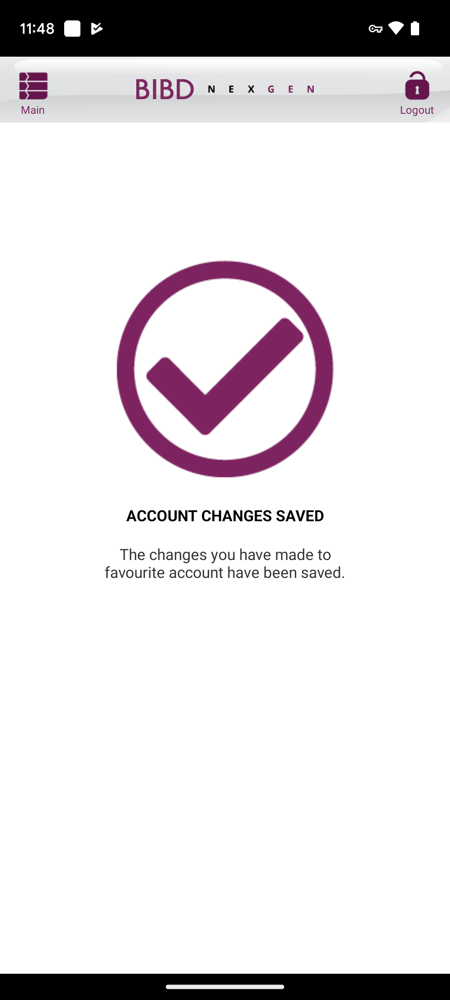 11:48
BIBD NEXGEN
Main
Logout
ACCOUNT CHANGES SAVED
The changes you have made to
favourite account have been saved.